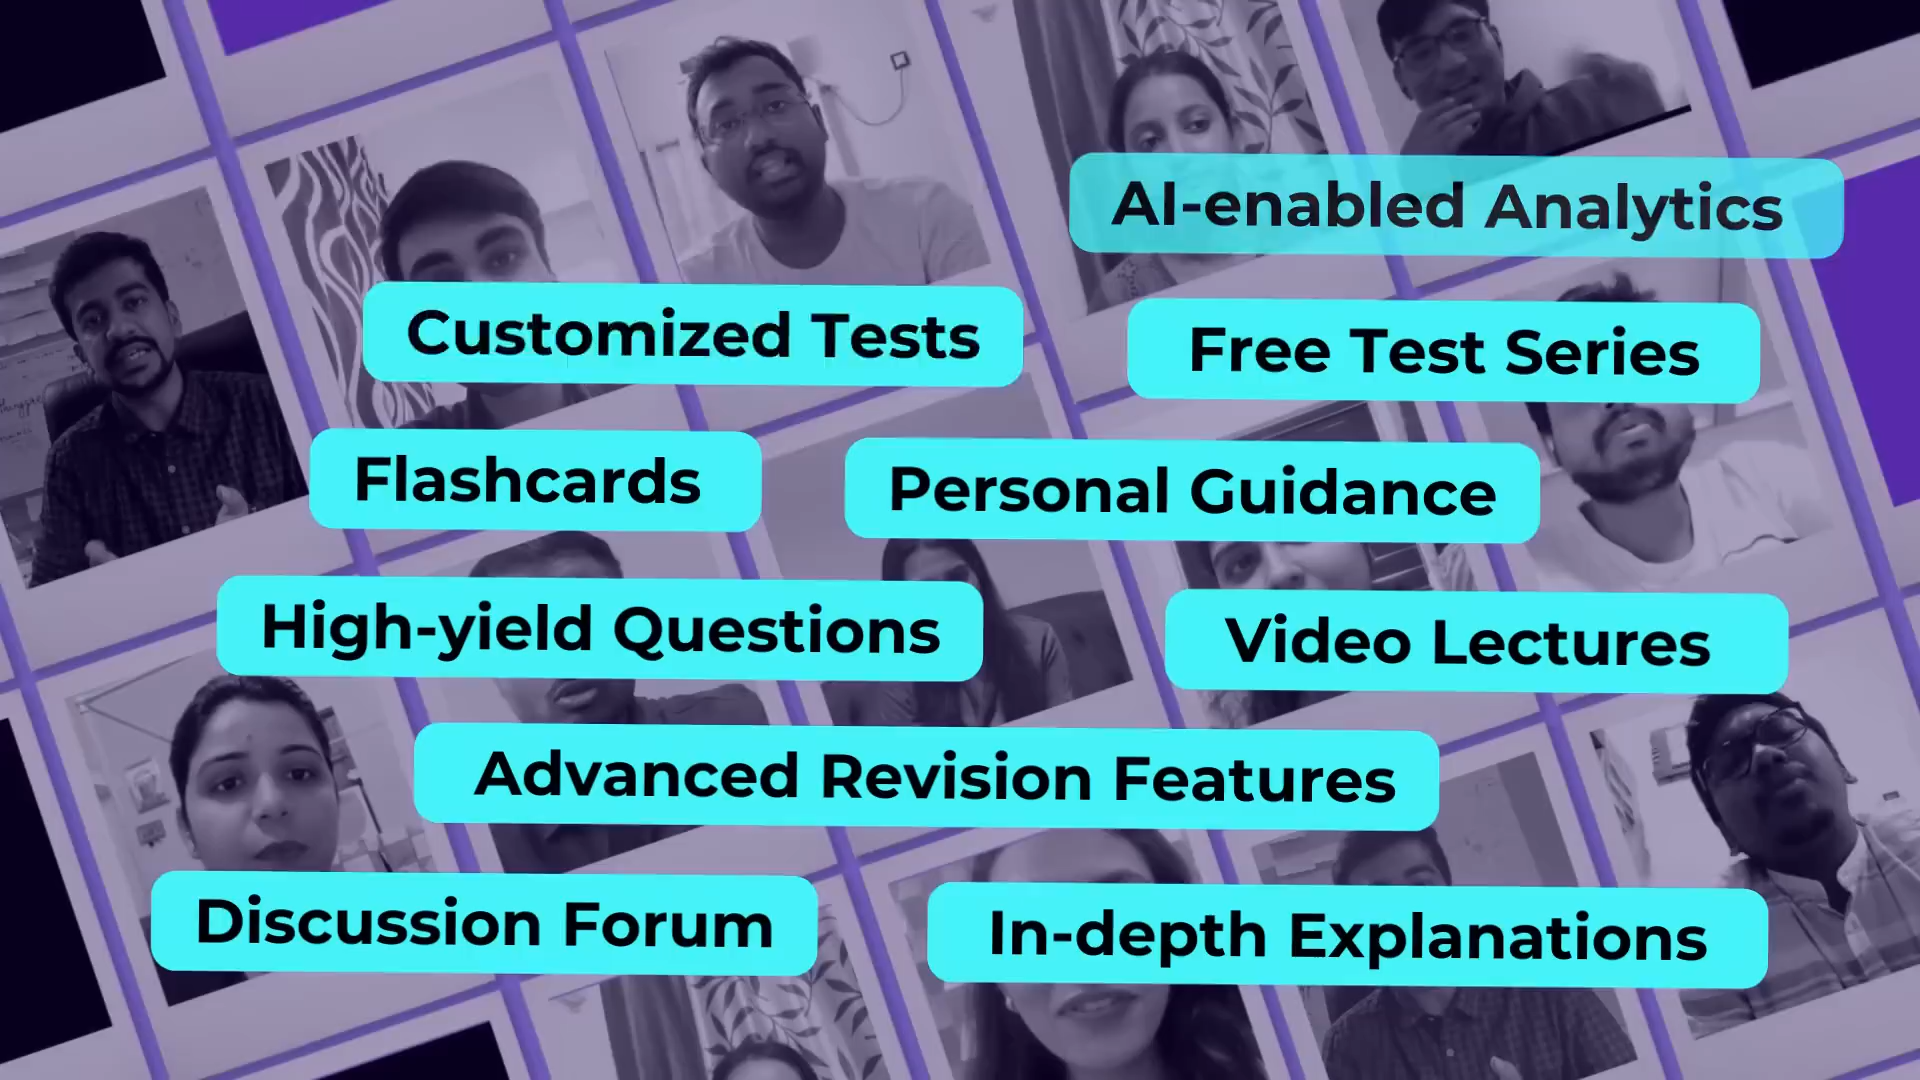 AI-enabled Analytics
Customized Tests
Free Test Series
Flashcards
Personal Guidance
High-yield Questions
Video Lectures
Advanced Revision Features
Discussion Forum
In-depth Explanations